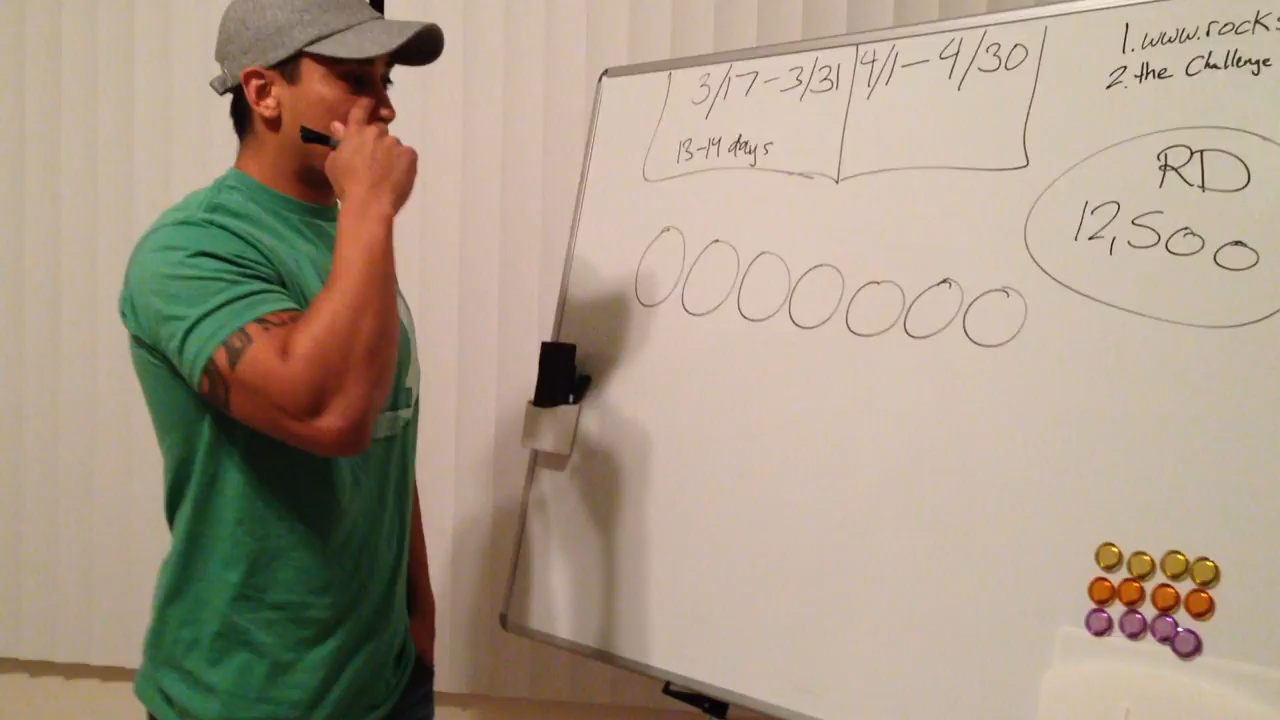 3/17-3/31 4/1-4/30
13-14 days
1. www.rock
2. the Challenge
RD
12,500